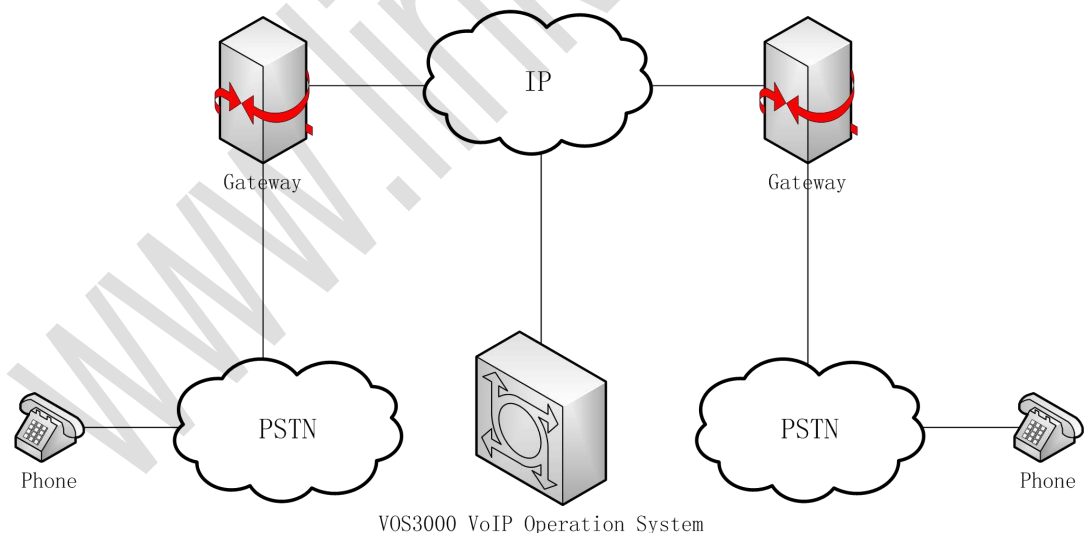 IP
Gateway
Gateway
PSTN
PSTN
Phone
Phone
VOS3000 VoIP Operation System